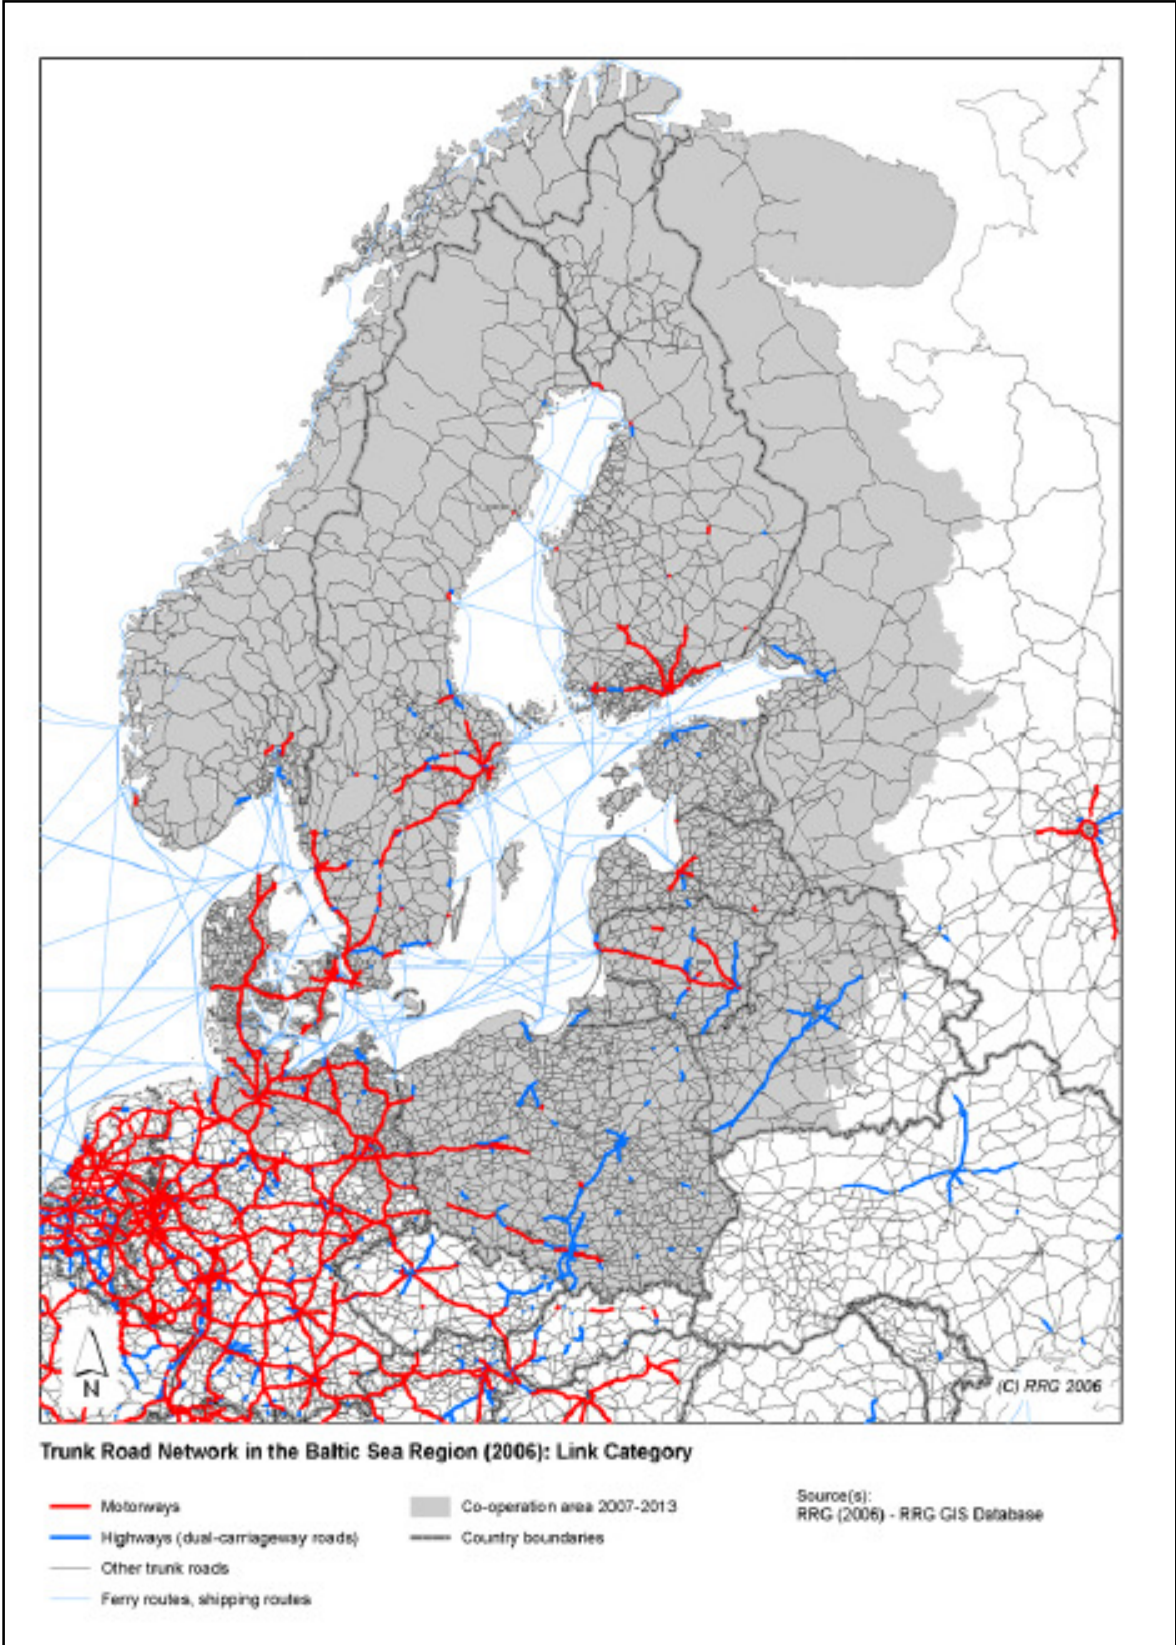 (C) RRG 2006
N
Trunk Road Network in the Baltic Sea Region (2006): Link Category
Motorways
Highways (dual-carriageway roads)
Other trunk roads
Ferry routes, shipping routes
Co-operation area 2007-2013
Country boundaries
Source(s):
RRG (2006) - RRG GIS Database